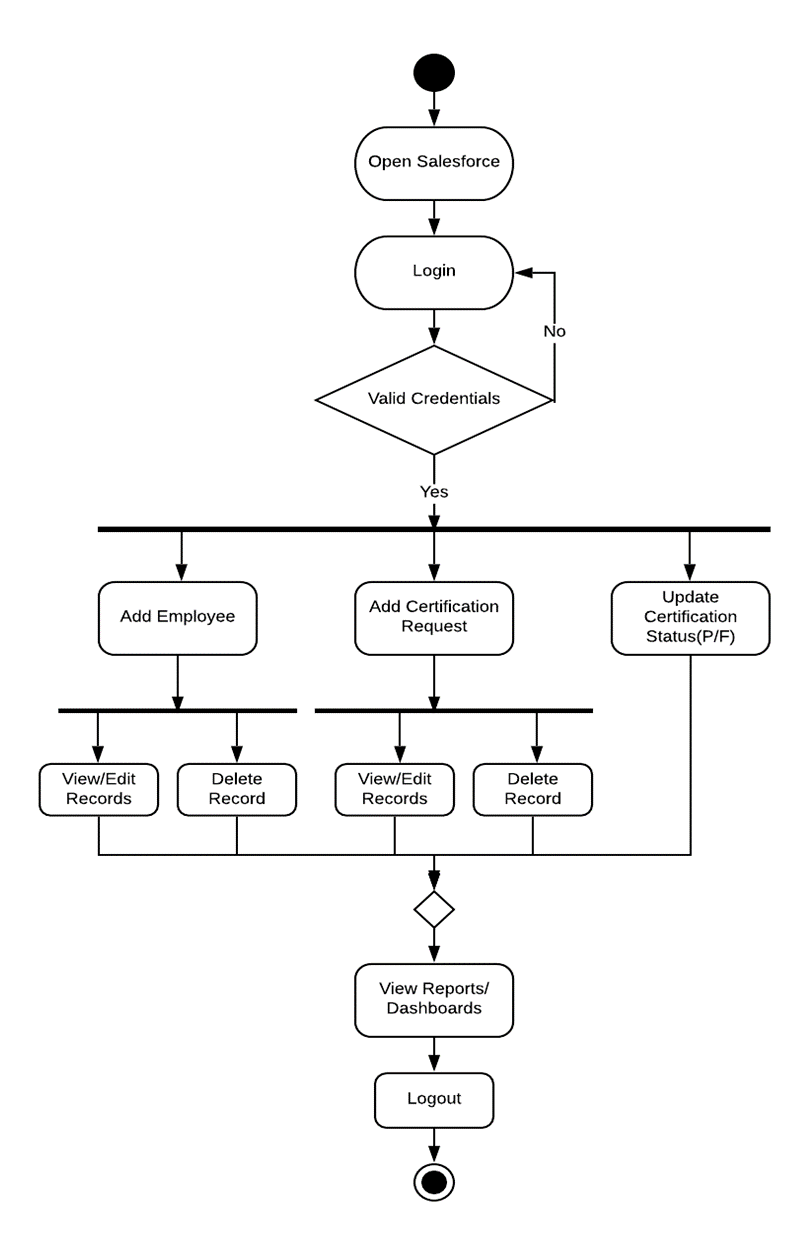 Open Salesforce
Login
No
Valid Credentials
Yes
Add Employee
Add Certification
Request
Update
Certification
Status(P/F)
View/Edit
Records
Delete
Record
View/Edit
Records
Delete
Record
View Reports/
Dashboards
Logout